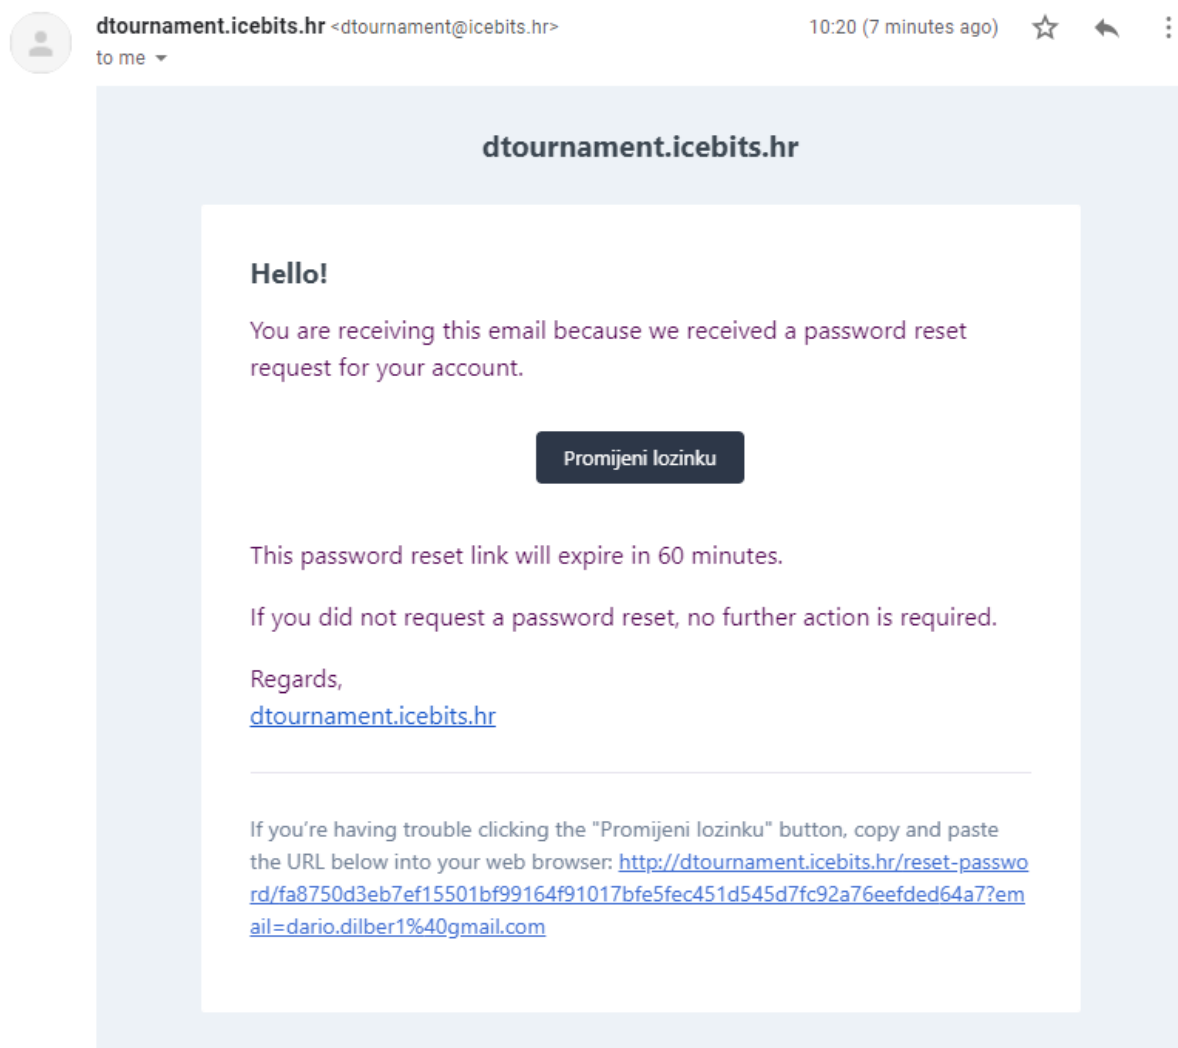 dtournament.icebits.hr <dtournament@icebits.hr> 10:20 (7 minutes ago)
to me
dtournament.icebits.hr
Hello!
You are receiving this email because we received a password reset
request for your account.
Promijeni lozinku
This password reset link will expire in 60 minutes.
If you did not request a password reset, no further action is required.
Regards,
dtournament.icebits.hr
If you’re having trouble clicking the "Promijeni lozinku" button, copy and paste
the URL below into your web browser: http://dtournament.icebits.hr/reset-passwo
rd/fa8750d3eb7ef15501bf99164f91017bfe5fec451d545d7fc92a76eefded64a7?em
ail=dario.dilber1%40gmail.com